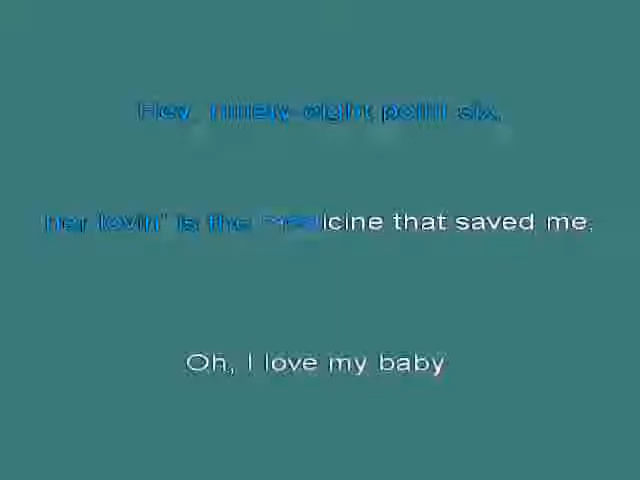 Hey, ninety-eight point six,
her lovin' is the medicine that saved me.
Oh, I love my baby